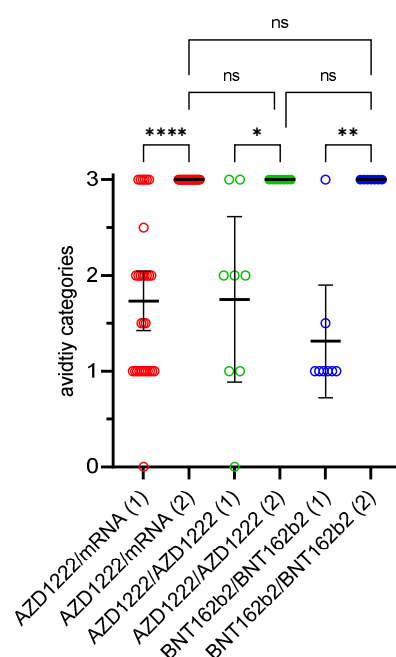 ns
ns
ns
****
*
**
3
2
1
0
avidtiy categories
AZD1222/mRNA (1)
AZD1222/mRNA (2)
AZD1222/AZD1222 (1)
AZD1222/AZD1222 (2)
BNT162b2/BNT162b2 (1)
BNT162b2/BNT162b2 (2)